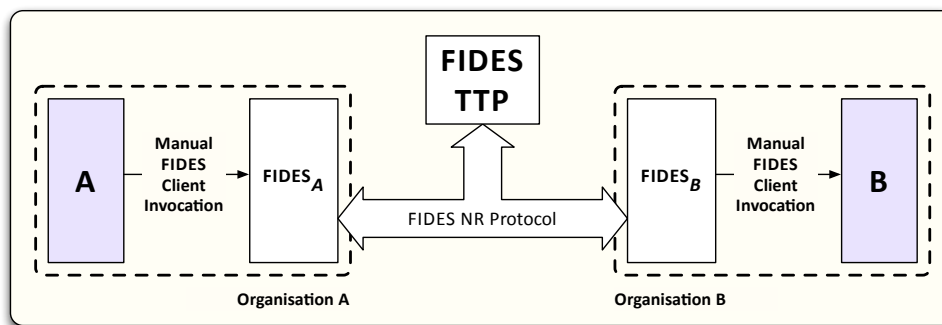 FIDES
TTP
A
Manual
FIDES
Client
Invocation
FIDESA
FIDESB
Manual
FIDES
Client
Invocation
B
FIDES NR Protocol
Organisation A
Organisation B